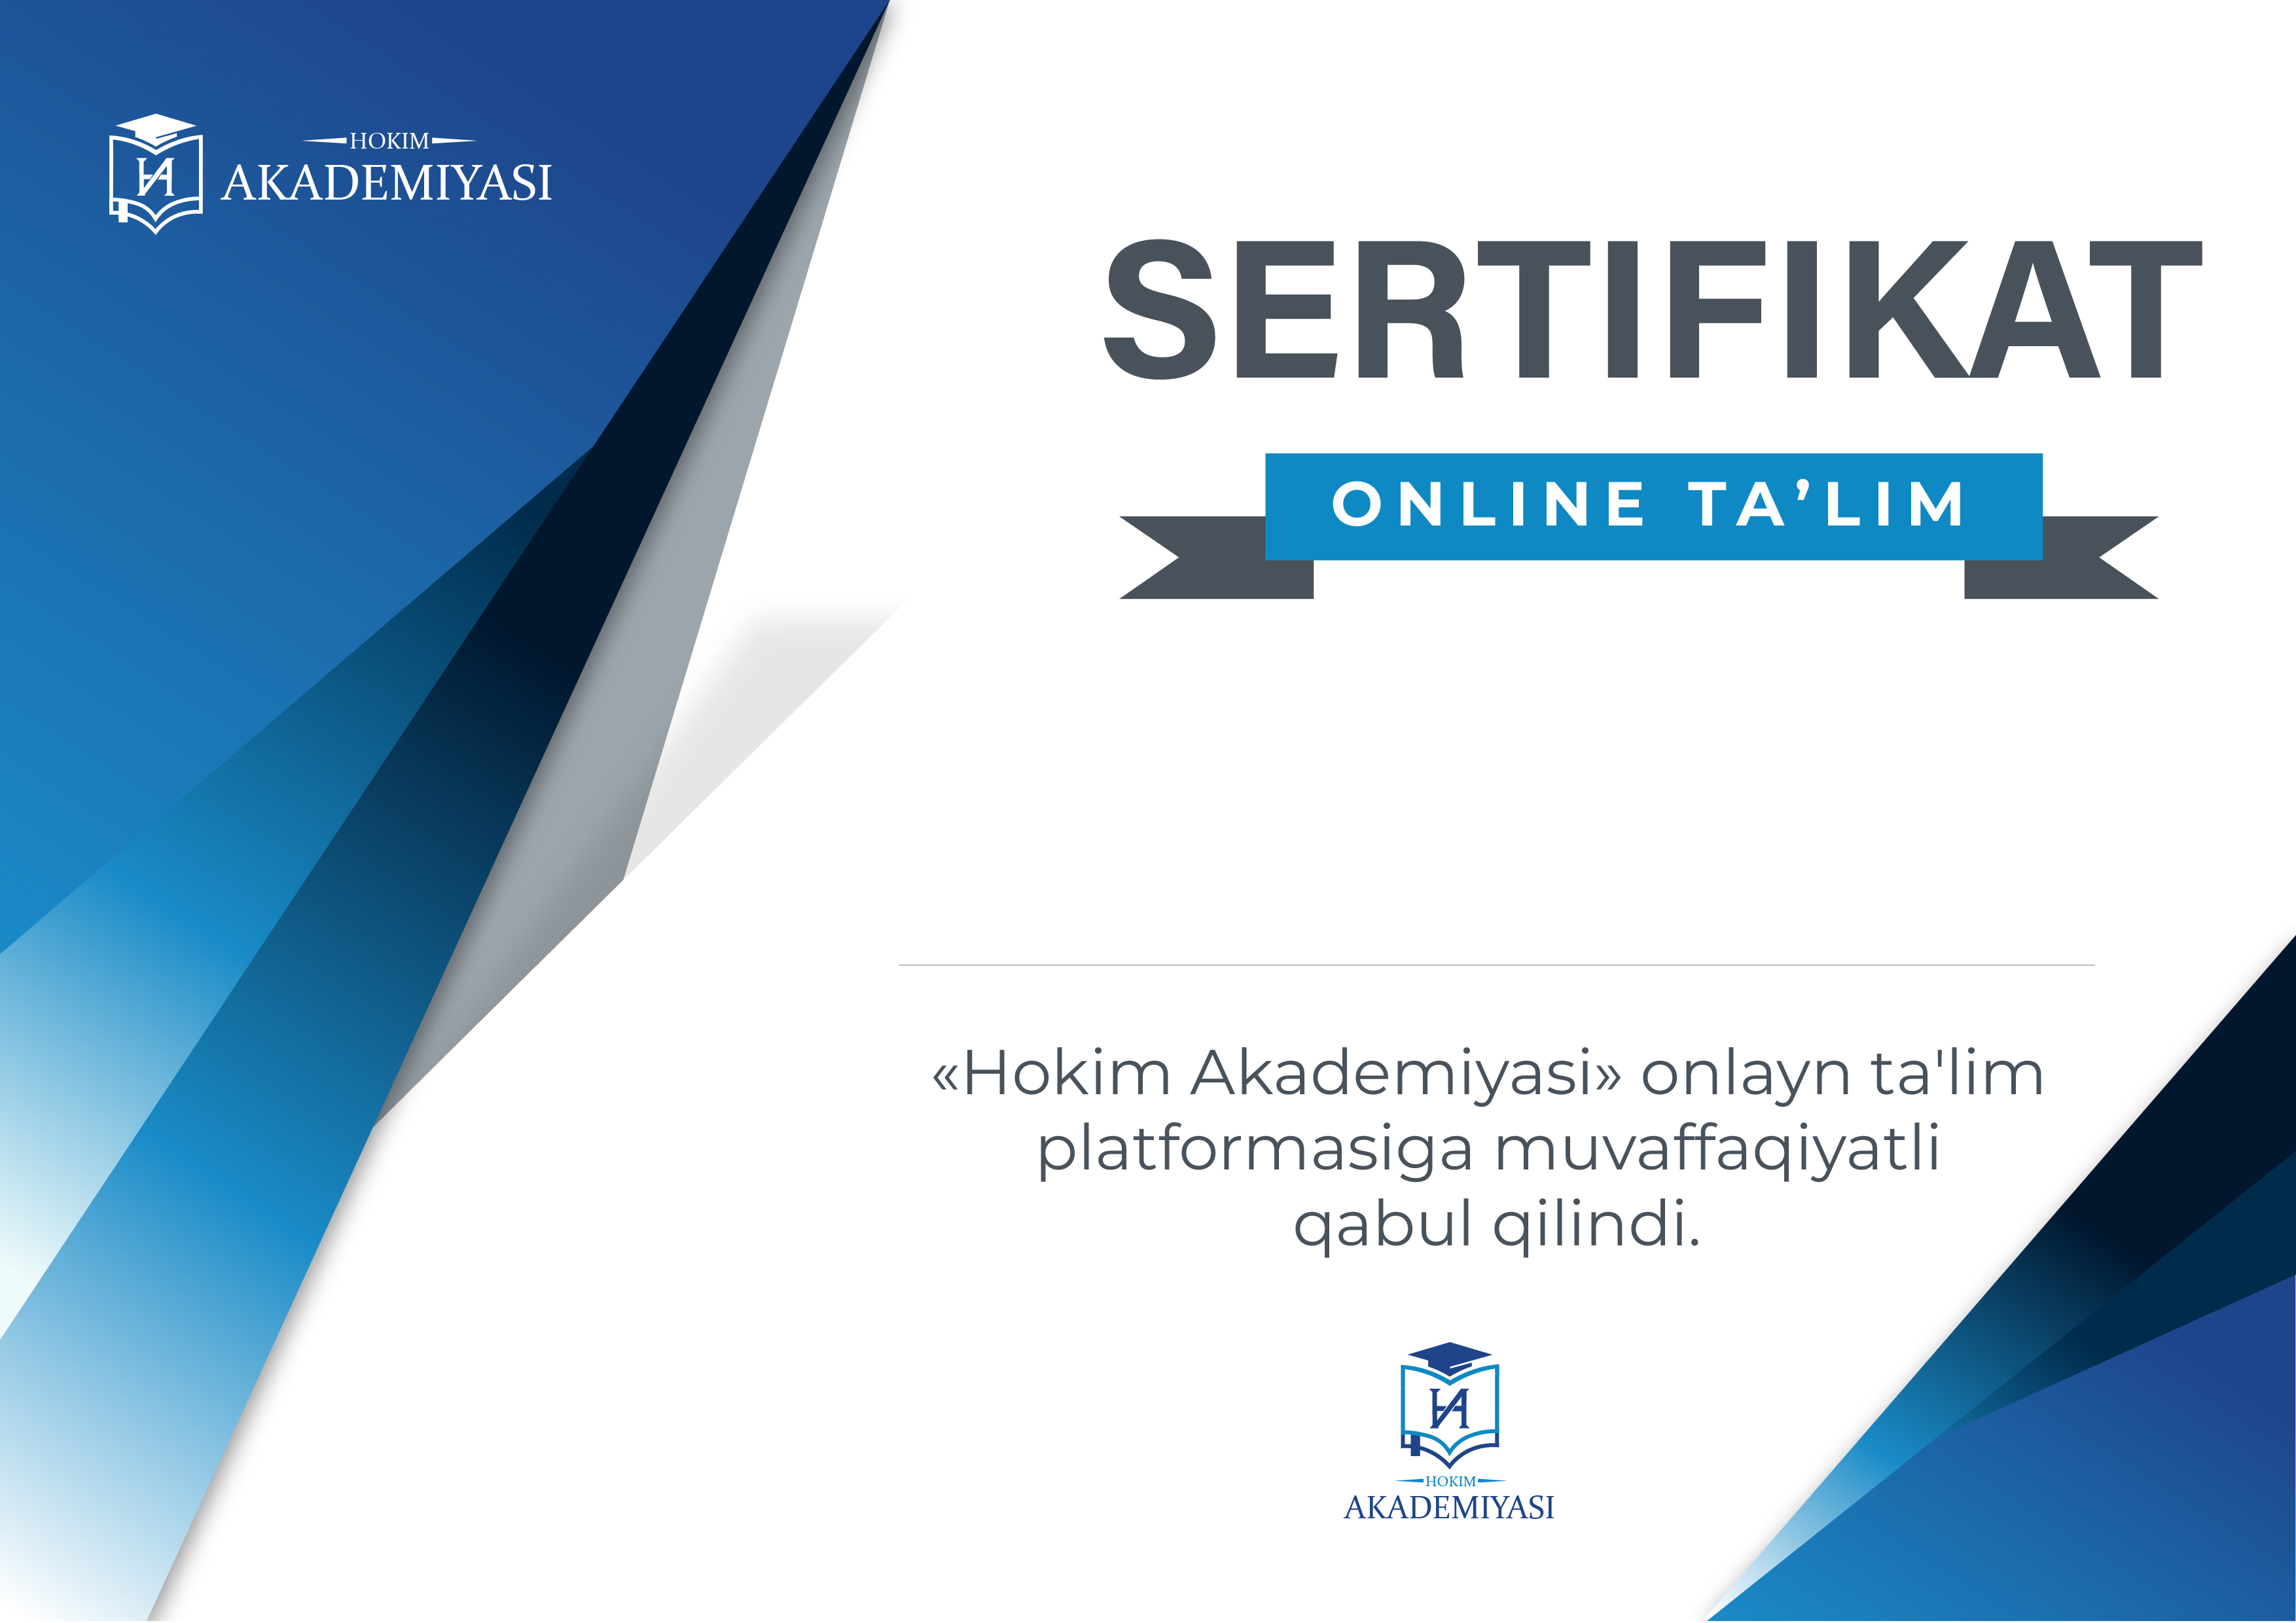 HOKIM
AKADEMIYASI
SERTIFIKAT
ONLINE TA’LIM
«Hokim Akademiyasi» onlayn ta'lim
platformasiga muvaffaqiyatli
qabul qilindi.
HOKIM
AKADEMIYASI